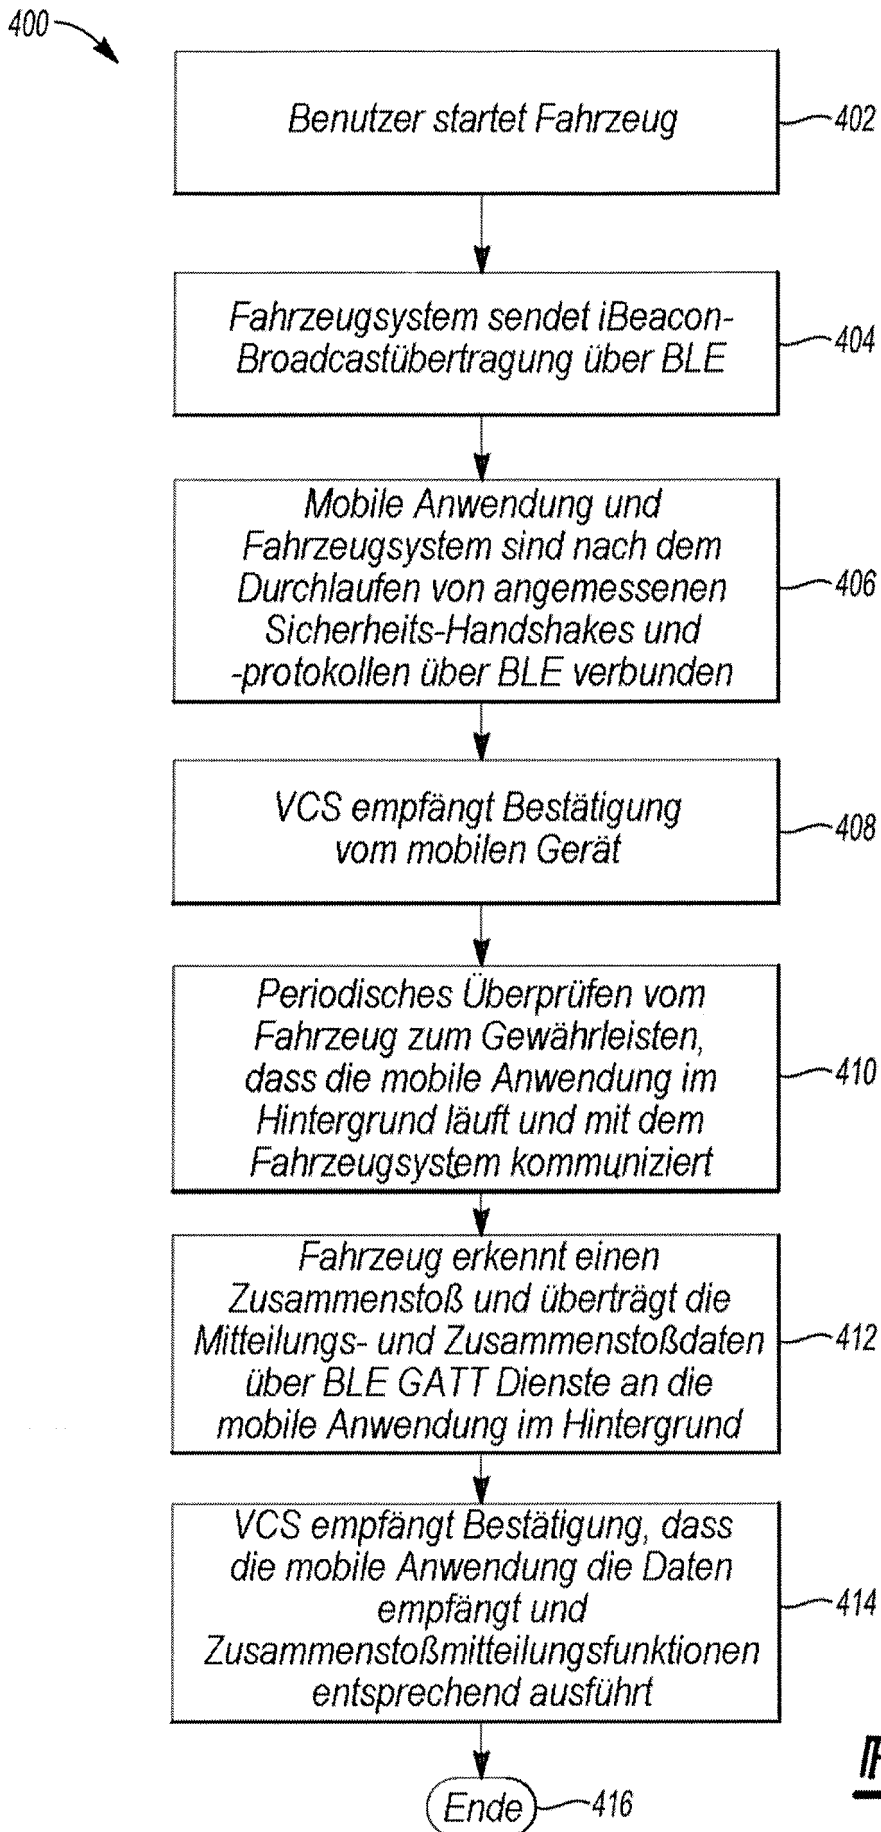 400
Benutzer startet Fahrzeug
402
Fahrzeugsystem sendet iBeacon-
Broadcastübertragung über BLE
404
Mobile Anwendung und
Fahrzeugsystem sind nach dem
Durchlaufen von angemessenen
Sicherheits-Handshakes und
-protokollen über BLE verbunden
406
VCS empfängt Bestätigung
vom mobilen Gerät
408
Periodisches Überprüfen vom
Fahrzeug zum Gewährleisten,
dass die mobile Anwendung im
Hintergrund läuft und mit dem
Fahrzeugsystem kommuniziert
410
Fahrzeug erkennt einen
Zusammenstoß und überträgt die
Mitteilungs- und Zusammenstoßdaten
über BLE GATT Dienste an die
mobile Anwendung im Hintergrund
412
VCS empfängt Bestätigung, dass
die mobile Anwendung die Daten
empfängt und
Zusammenstoßmitteilungsfunktionen
entsprechend ausführt
414
Ende
416